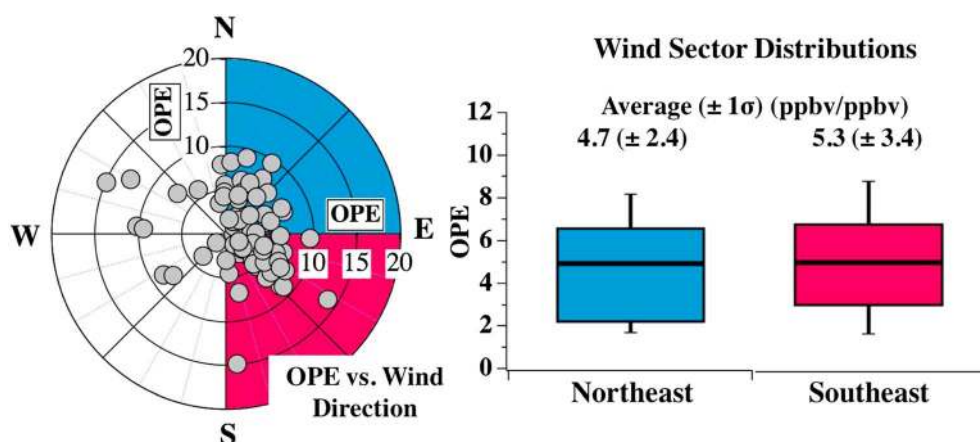 N
20
15
10
OPE
OPE
W
E
10 15 20
OPE vs. Wind
Direction
S
Wind Sector Distributions
Average (± 1σ) (ppbv/ppbv)
4.7 (± 2.4) 5.3 (± 3.4)
OPE
12
10
8
6
4
2
0
Northeast Southeast